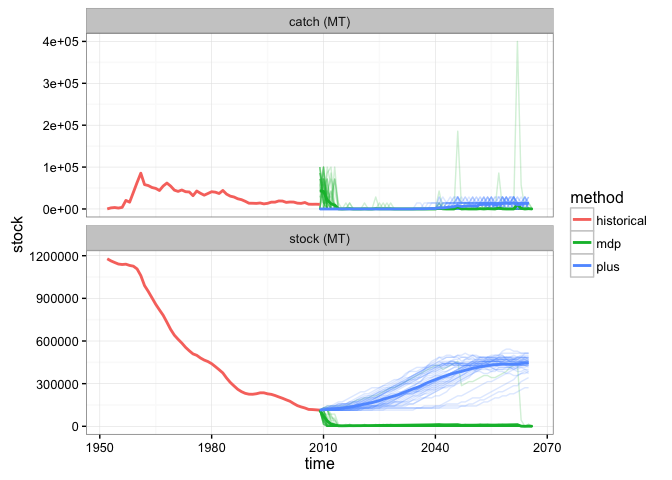 catch (MT)
4e+05
3e+05
2e+05
1e+05
0e+00
stock (MT)
1200000
900000
600000
300000
0
1950
1980
2010
2040
2070
time
stock
method
historical
mdp
plus